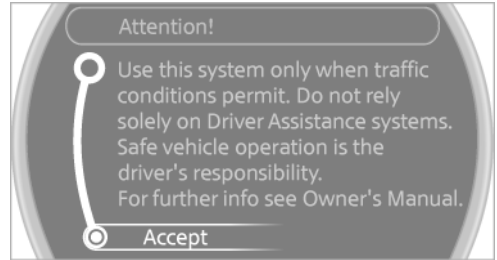 Attention!
Use this system only when traffic
conditions permit. Do not rely
solely on Driver Assistance systems.
Safe vehicle operation is the
driver's responsibility.
For further info see Owner's Manual.
Accept